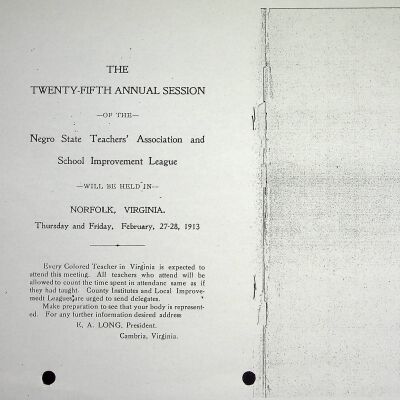 THE
TWENTY-FIFTH ANNUAL SESSION
—OF THE—
Negro State Teachers' Association and
School Improvement League
—WILL BE HELD IN—
NORFOLK, VIRGINIA.
Thursday and Friday, February, 27-28, 1913
Every Colored Teacher in Virginia is expected to
attend this meeting. All teachers who attend will be
allowed to count the time spent in attendanc same as if
they had taught. County Institutes and Local Improve-
medt Leagues are urged to send delegates.
Make preparation to see that your body is represent-
ed. For any further information desired address
E. A. LONG, President.
Cambria, Virginia.